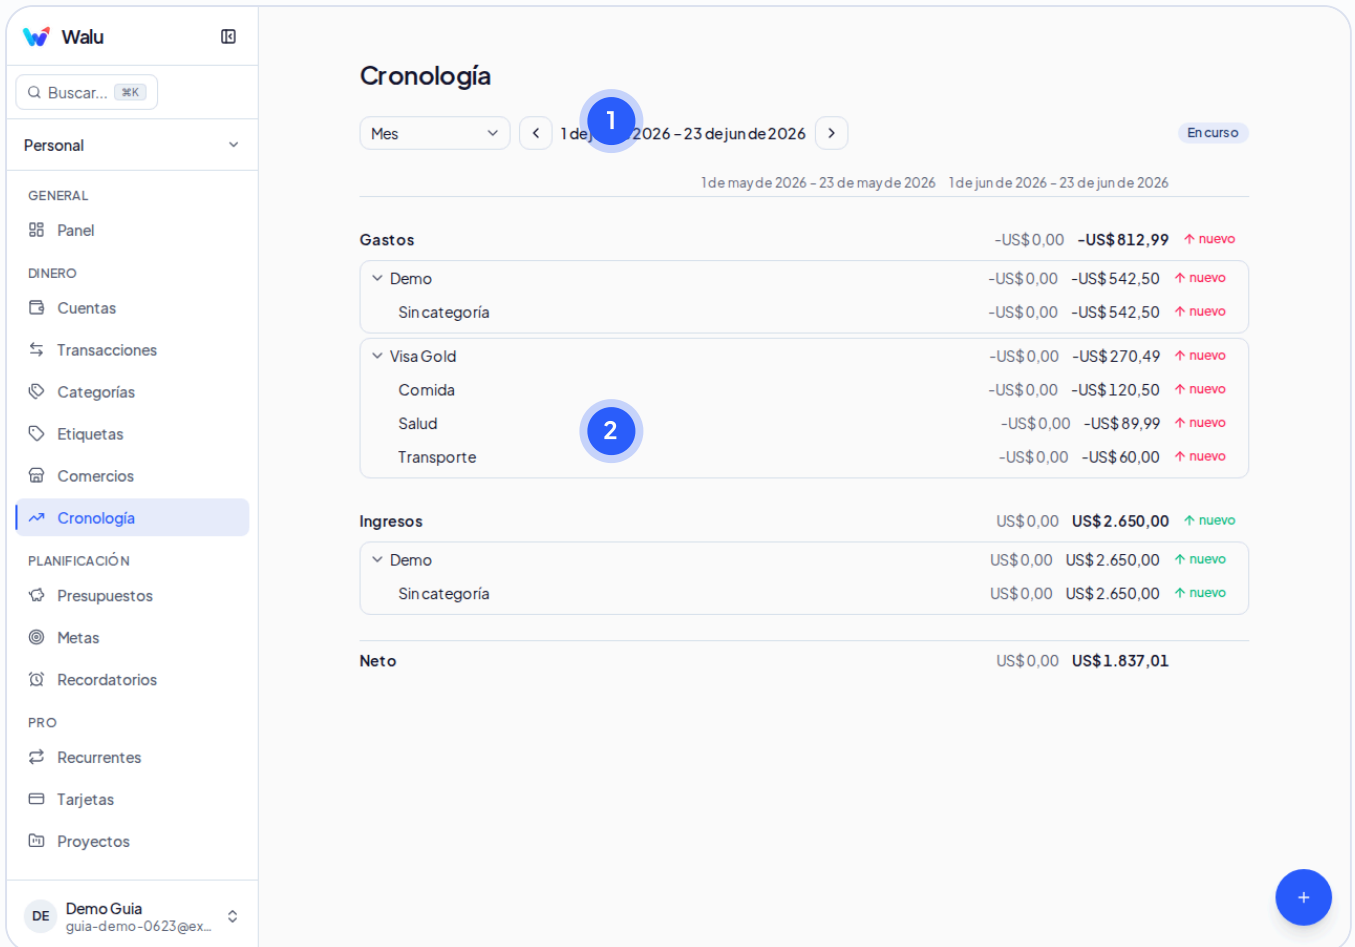 Walu
Buscar... ⌘K
Personal
GENERAL
Panel
DINERO
Cuentas
Transacciones
Categorías
Etiquetas
Comercios
Cronología
PLANIFICACIÓN
Presupuestos
Metas
Recordatorios
PRO
Recurrentes
Tarjetas
Proyectos
DE
Demo Guia
guia-demo-0623@ex...
Cronología
Mes
1 de 2026 – 23 de jun de 2026
1
En curso
1 de may de 2026 – 23 de may de 2026 1 de jun de 2026 – 23 de jun de 2026
Gastos -US$ 0,00 -US$ 812,99 ↑ nuevo
Demo -US$ 0,00 -US$ 542,50 ↑ nuevo
Sin categoría -US$ 0,00 -US$ 542,50 ↑ nuevo
Visa Gold -US$ 0,00 -US$ 270,49 ↑ nuevo
Comida -US$ 0,00 -US$ 120,50 ↑ nuevo
Salud -US$ 0,00 -US$ 89,99 ↑ nuevo
2
Transporte -US$ 0,00 -US$ 60,00 ↑ nuevo
Ingresos US$ 0,00 US$ 2.650,00 ↑ nuevo
Demo US$ 0,00 US$ 2.650,00 ↑ nuevo
Sin categoría US$ 0,00 US$ 2.650,00 ↑ nuevo
Neto US$ 0,00 US$ 1.837,01
+